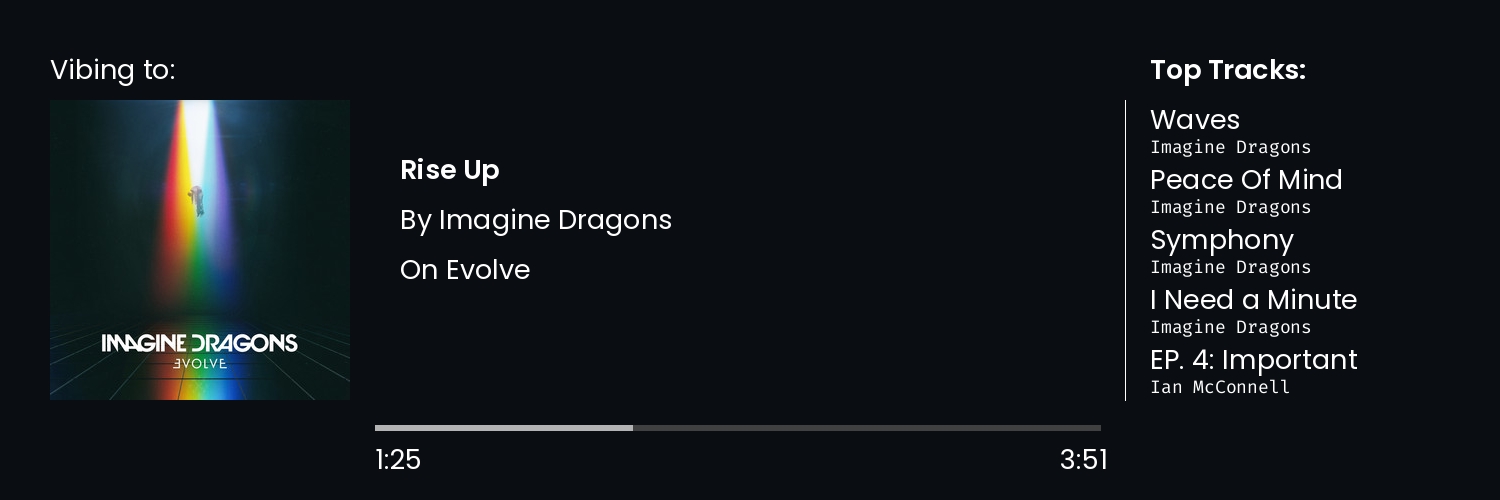 Vibing to:
IMAGINE DRAGONS
EVOLVE
Rise Up
By Imagine Dragons
On Evolve
1:25
3:51
Top Tracks:
Waves
Imagine Dragons
Peace Of Mind
Imagine Dragons
Symphony
Imagine Dragons
I Need a Minute
Imagine Dragons
EP. 4: Important
Ian McConnell